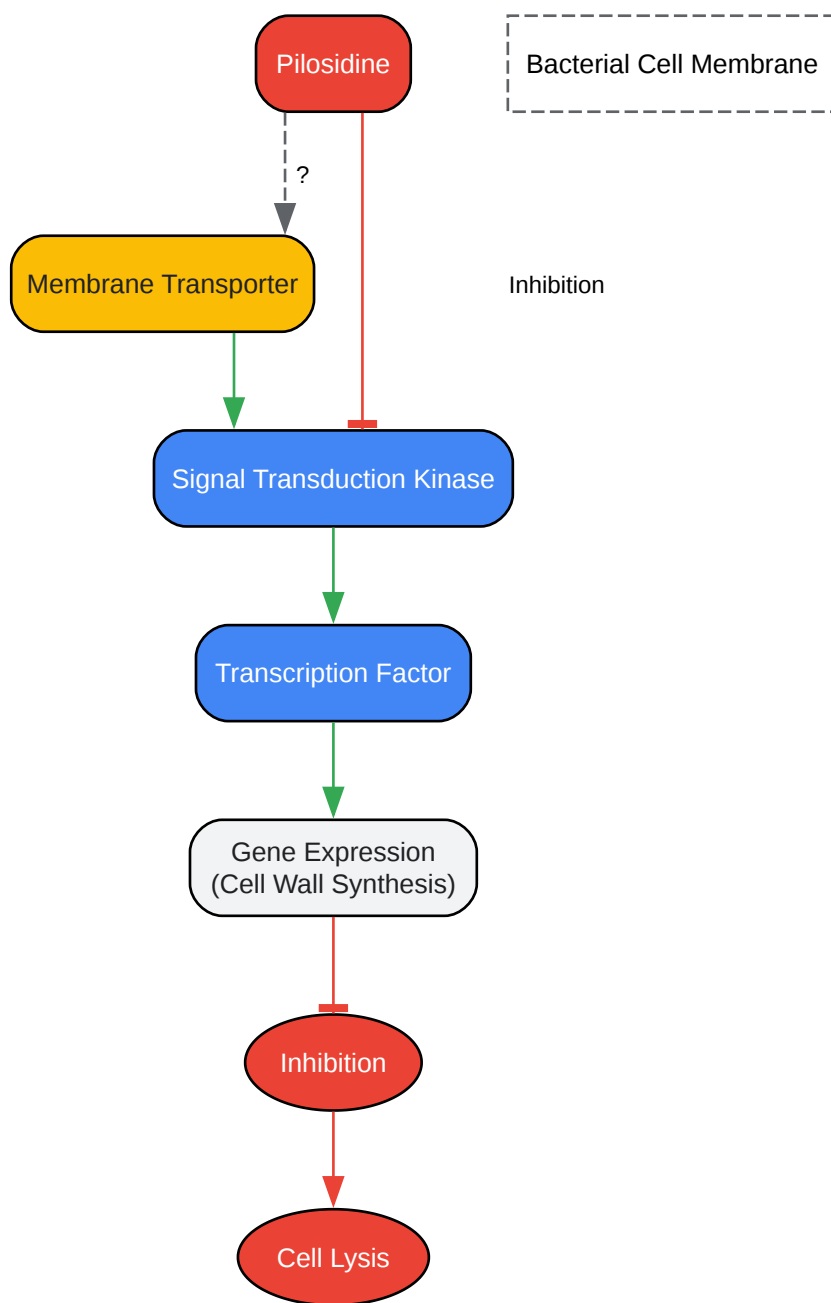 Pilosidine
Bacterial Cell Membrane
?
Membrane Transporter
Inhibition
Signal Transduction Kinase
Transcription Factor
Gene Expression
(Cell Wall Synthesis)
Inhibition
Cell Lysis